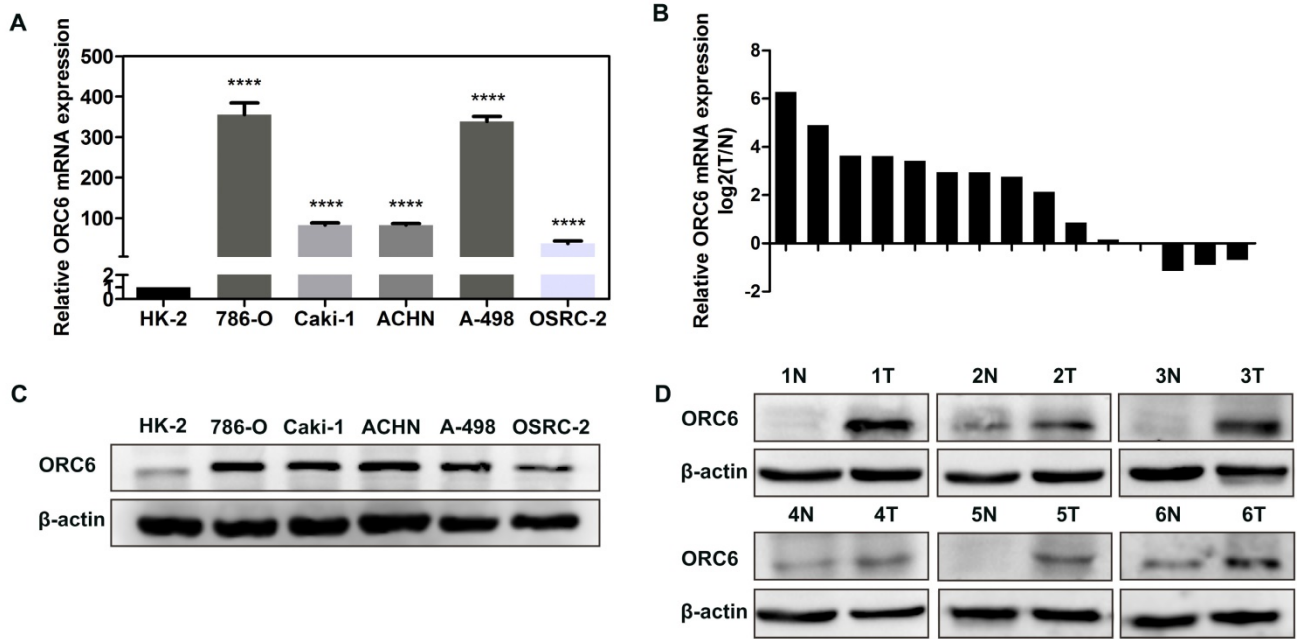 A
Relative ORC6 mRNA expression
500
400
300
200
100
2
1
0
**** **** **** **** ****
HK-2 786-O Caki-1 ACHN A-498 OSRC-2
B
Relative ORC6 mRNA expression
log2(T/N)
8
6
4
2
0
-2
C
HK-2 786-O Caki-1 ACHN A-498 OSRC-2
ORC6
β-actin
D
1N 1T 2N 2T 3N 3T
ORC6
β-actin
4N 4T 5N 5T 6N 6T
ORC6
β-actin